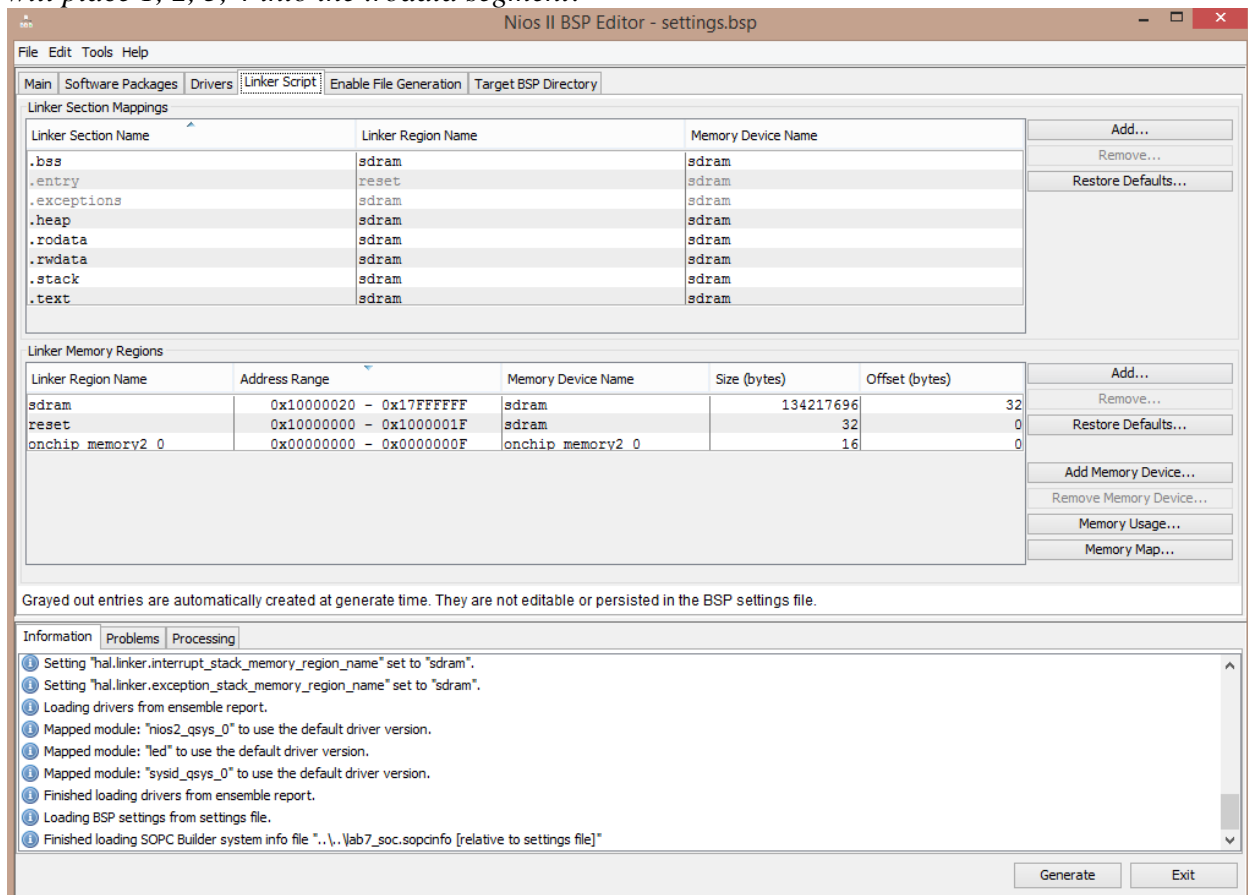 will place 1, 2, 3, 4 into the .rodata segment?
Nios II BSP Editor - settings.bsp
File Edit Tools Help
Main Software Packages Drivers Linker Script Enable File Generation Target BSP Directory
Linker Section Mappings
Linker Section Name Linker Region Name Memory Device Name
.bss sdram sdram
.entry reset sdram
.exceptions sdram sdram
.heap sdram sdram
.rodata sdram sdram
.rwdata sdram sdram
.stack sdram sdram
.text sdram sdram
Add...
Remove...
Restore Defaults...
Linker Memory Regions
Linker Region Name Address Range Memory Device Name Size (bytes) Offset (bytes)
sdram 0x10000020 - 0x17FFFFFF sdram 134217696 32
reset 0x10000000 - 0x1000001F sdram 32 0
onchip_memory2_0 0x00000000 - 0x0000000F onchip_memory2_0 16 0
Add...
Remove...
Restore Defaults...
Add Memory Device...
Remove Memory Device...
Memory Usage...
Memory Map...
Grayed out entries are automatically created at generate time. They are not editable or persisted in the BSP settings file.
Information Problems Processing
Setting "hal.linker.interrupt_stack_memory_region_name" set to "sdram".
Setting "hal.linker.exception_stack_memory_region_name" set to "sdram".
Loading drivers from ensemble report.
Mapped module: "nios2_qsys_0" to use the default driver version.
Mapped module: "led" to use the default driver version.
Mapped module: "sysid_qsys_0" to use the default driver version.
Finished loading drivers from ensemble report.
Loading BSP settings from settings file.
Finished loading SOPC Builder system info file "..\..\lab7_soc.sopcinfo [relative to settings file]"
Generate Exit